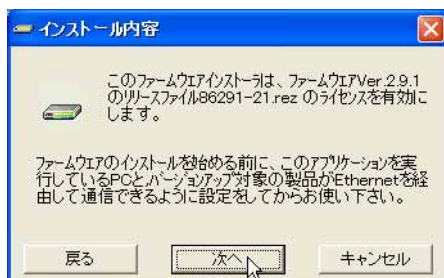 インストール内容
このファームウェアインストーラは、ファームウェアVer 2.9.1
のリリースファイル86291-21.rez のライセンスを有効に
します。
ファームウェアのインストールを始める前に、このアプリケーションを実
行しているPCと、バージョンアップ対象の製品がEthernetを経
由して通信できるように設定をしてからお使い下さい。
戻る
次へ
キャンセル